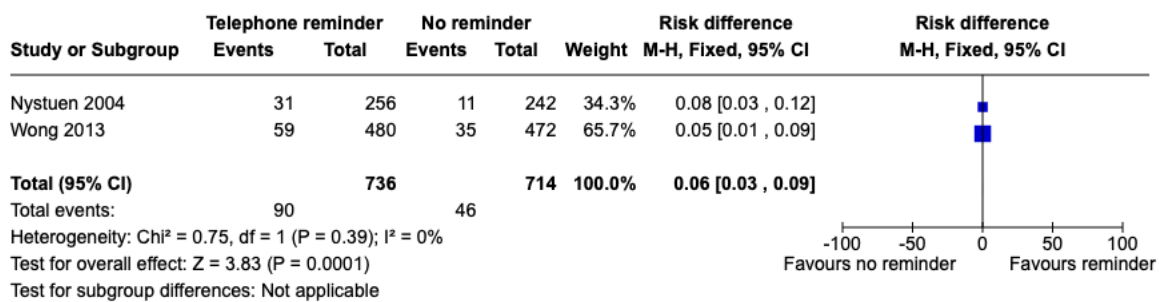 Telephone reminder No reminder Risk difference Risk difference
Study or Subgroup Events Total Events Total Weight M-H, Fixed, 95% CI M-H, Fixed, 95% CI
Nystuen 2004 31 256 11 242 34.3% 0.08 [0.03 , 0.12]
Wong 2013 59 480 35 472 65.7% 0.05 [0.01 , 0.09]
Total (95% CI) 736 714 100.0% 0.06 [0.03 , 0.09]
Total events: 90 46
Heterogeneity: Chi² = 0.75, df = 1 (P = 0.39); I² = 0%
Test for overall effect: Z = 3.83 (P = 0.0001)
Test for subgroup differences: Not applicable
-100 -50 0 50 100
Favours no reminder Favours reminder